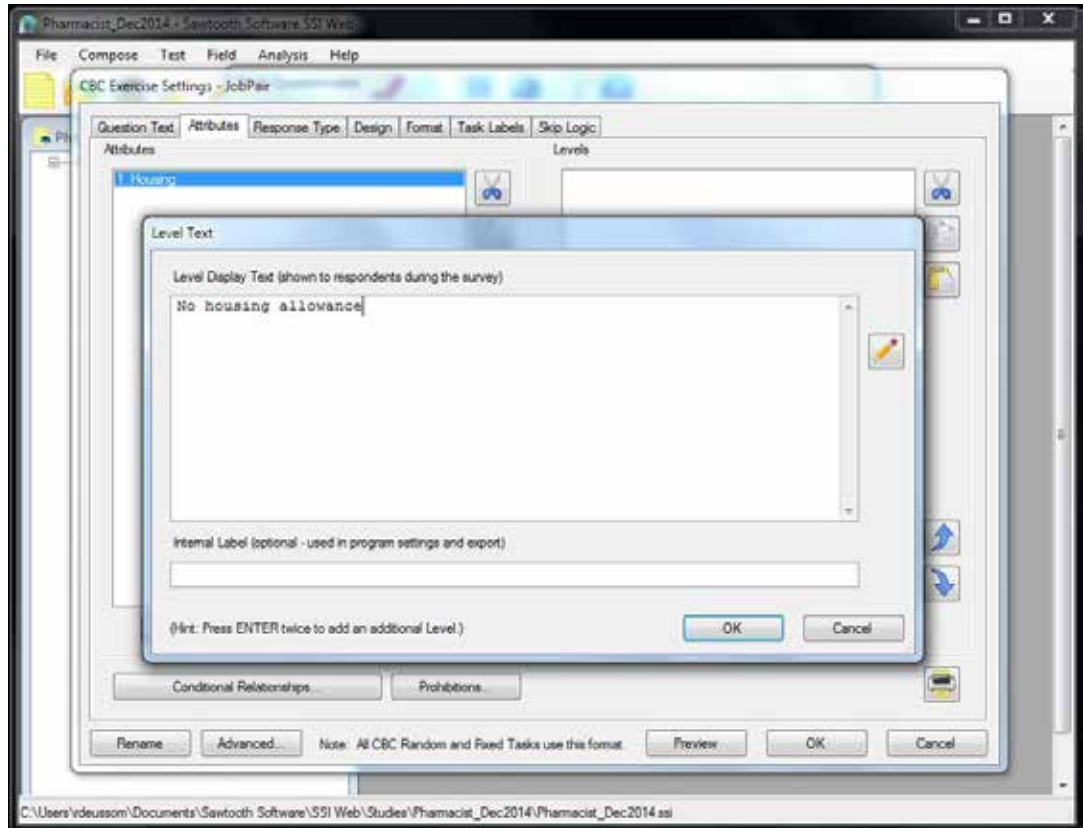 Pharmacist_Dec2014 - Sawtooth Software SSI Web
File Compose Test Field Analysis Help
CBC Exercise Settings - JobPair
Question Text Attributes Response Type Design Format Task Labels Skip Logic
Attributes Levels
1 Housing
Level Text
Level Display Text (shown to respondents during the survey)
No housing allowance
Internal Label (optional - used in program settings and export)
(Hint: Press ENTER twice to add an additional Level.) OK Cancel
Conditional Relationships... Prohibitions...
Rename Advanced... Note: All CBC Random and Fixed Tasks use this format. Preview OK Cancel
C:\Users\rdeussom\Documents\Sawtooth Software\SSI Web\Studies\Pharmacist_Dec2014\Pharmacist_Dec2014.ssi